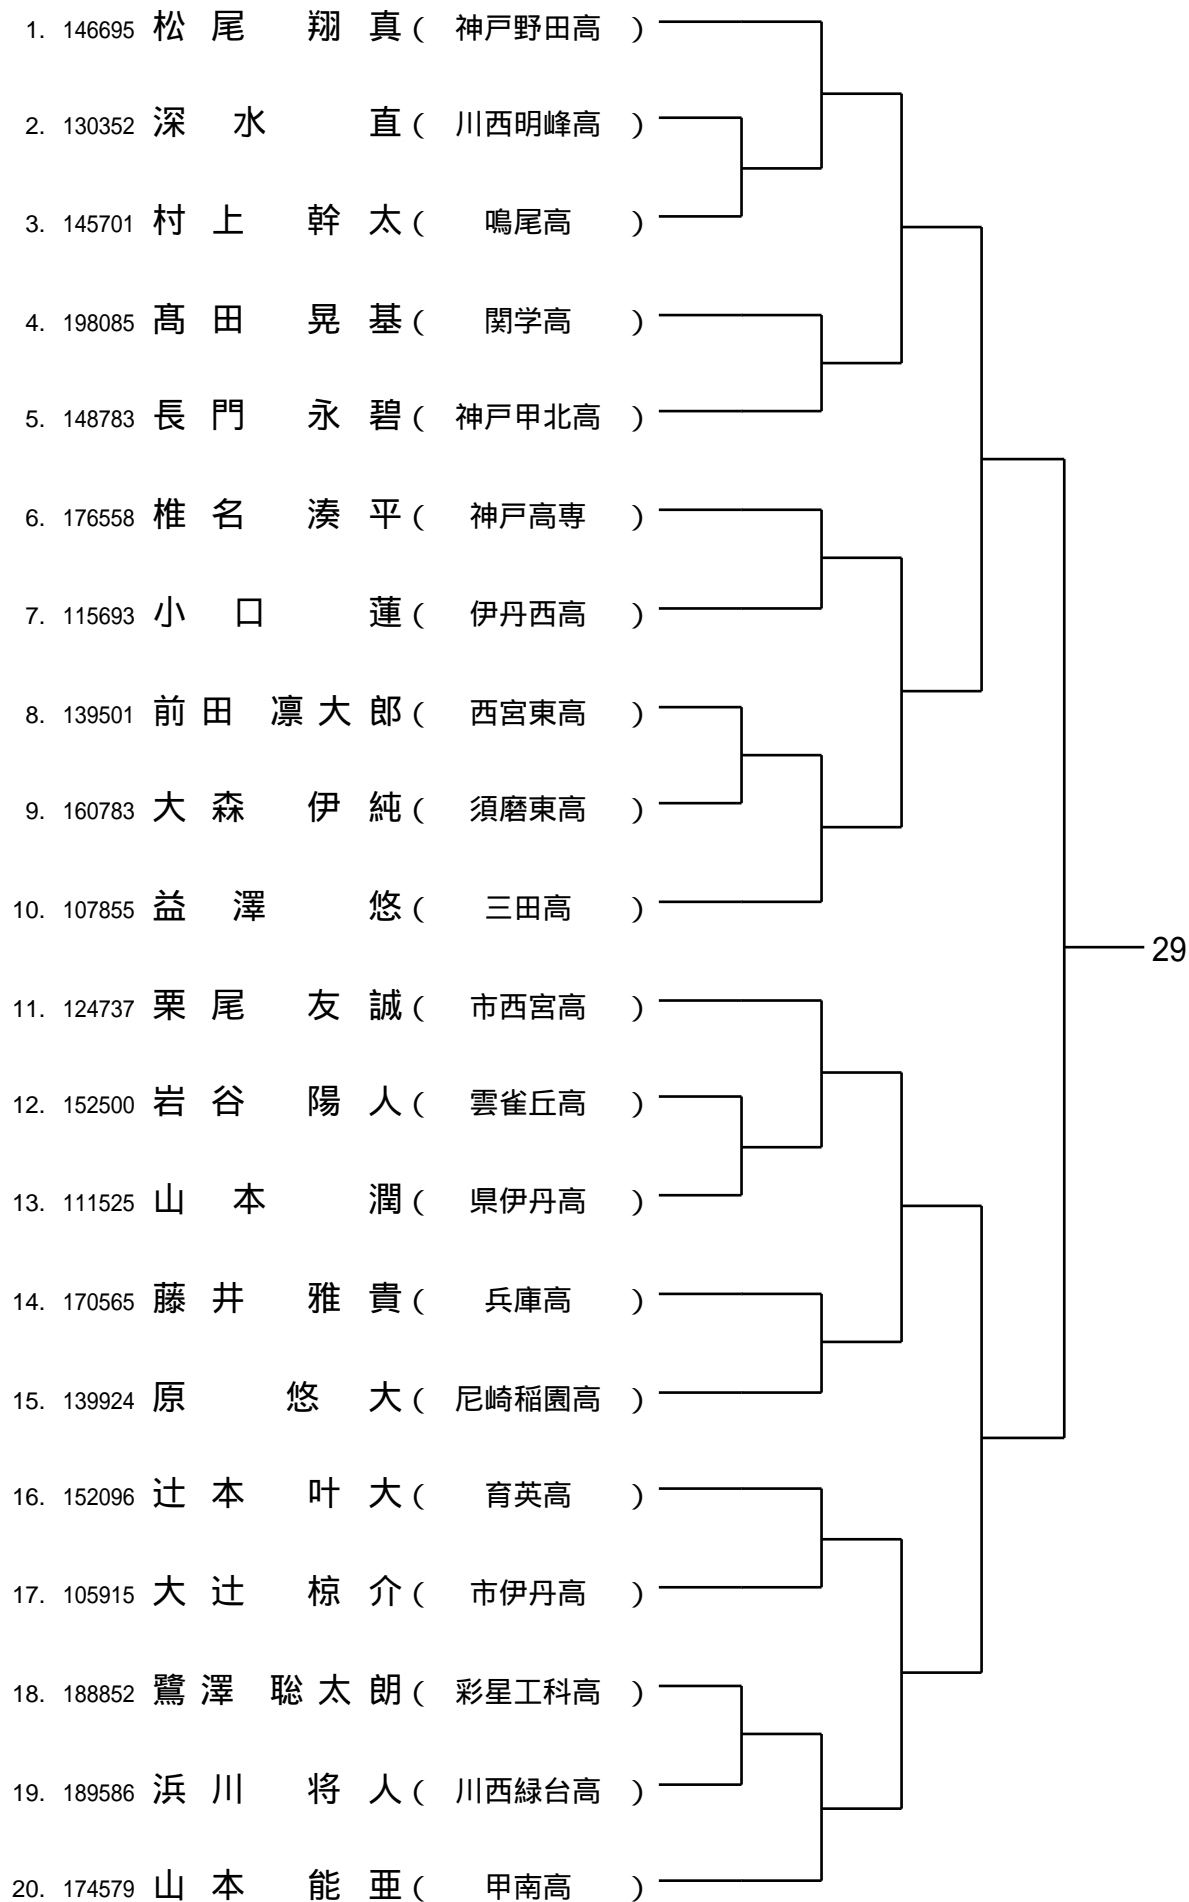 1. 146695 松尾 翔真 ( 神戸野田高 )
2. 130352 深水 直 ( 川西明峰高 )
3. 145701 村上 幹太 ( 鳴尾高 )
4. 198085 髙田 晃基 ( 関学高 )
5. 148783 長門 永碧 ( 神戸甲北高 )
6. 176558 椎名 湊平 ( 神戸高専 )
7. 115693 小口 蓮 ( 伊丹西高 )
8. 139501 前田 凛大郎 ( 西宮東高 )
9. 160783 大森 伊純 ( 須磨東高 )
10. 107855 益澤 悠 ( 三田高 )
29
11. 124737 栗尾 友誠 ( 市西宮高 )
12. 152500 岩谷 陽人 ( 雲雀丘高 )
13. 111525 山本 潤 ( 県伊丹高 )
14. 170565 藤井 雅貴 ( 兵庫高 )
15. 139924 原 悠大 ( 尼崎稲園高 )
16. 152096 辻本 叶大 ( 育英高 )
17. 105915 大辻 椋介 ( 市伊丹高 )
18. 188852 鷺澤 聡太朗 ( 彩星工科高 )
19. 189586 浜川 将人 ( 川西緑台高 )
20. 174579 山本 能亜 ( 甲南高 )